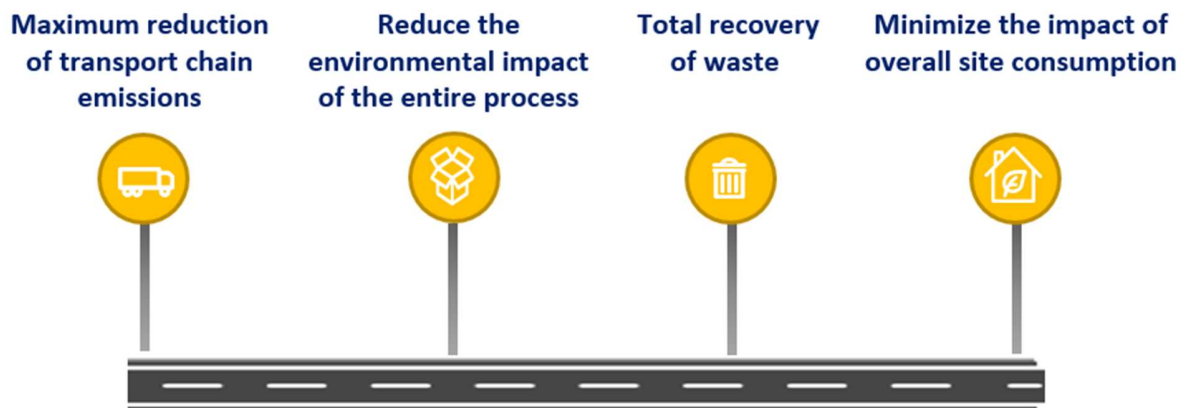 Maximum reduction
of transport chain
emissions
Reduce the
environmental impact
of the entire process
Total recovery
of waste
Minimize the impact of
overall site consumption